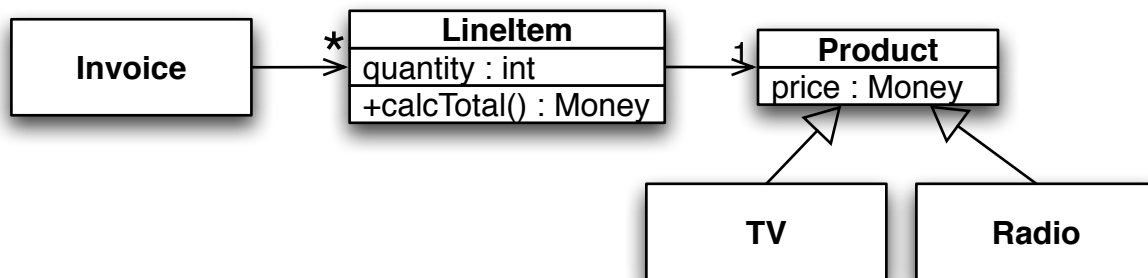 Invoice
*
LineItem
quantity : int
+calcTotal() : Money
1
Product
price : Money
TV
Radio